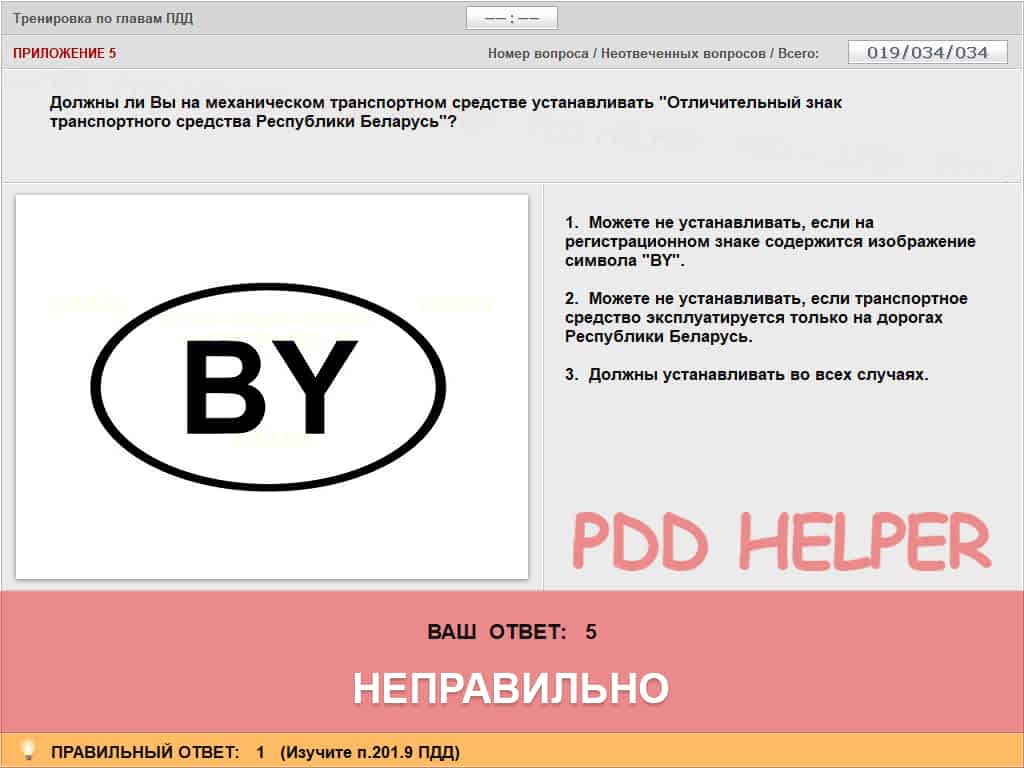 Тренировка по главам ПДД
—— : ——
ПРИЛОЖЕНИЕ 5
Номер вопроса / Неотвеченных вопросов / Всего:
019/034/034
Должны ли Вы на механическом транспортном средстве устанавливать "Отличительный знак
транспортного средства Республики Беларусь"?
BY
1. Можете не устанавливать, если на
регистрационном знаке содержится изображение
символа "BY".
2. Можете не устанавливать, если транспортное
средство эксплуатируется только на дорогах
Республики Беларусь.
3. Должны устанавливать во всех случаях.
PDD HELPER
ВАШ ОТВЕТ: 5
НЕПРАВИЛЬНО
ПРАВИЛЬНЫЙ ОТВЕТ: 1 (Изучите п.201.9 ПДД)